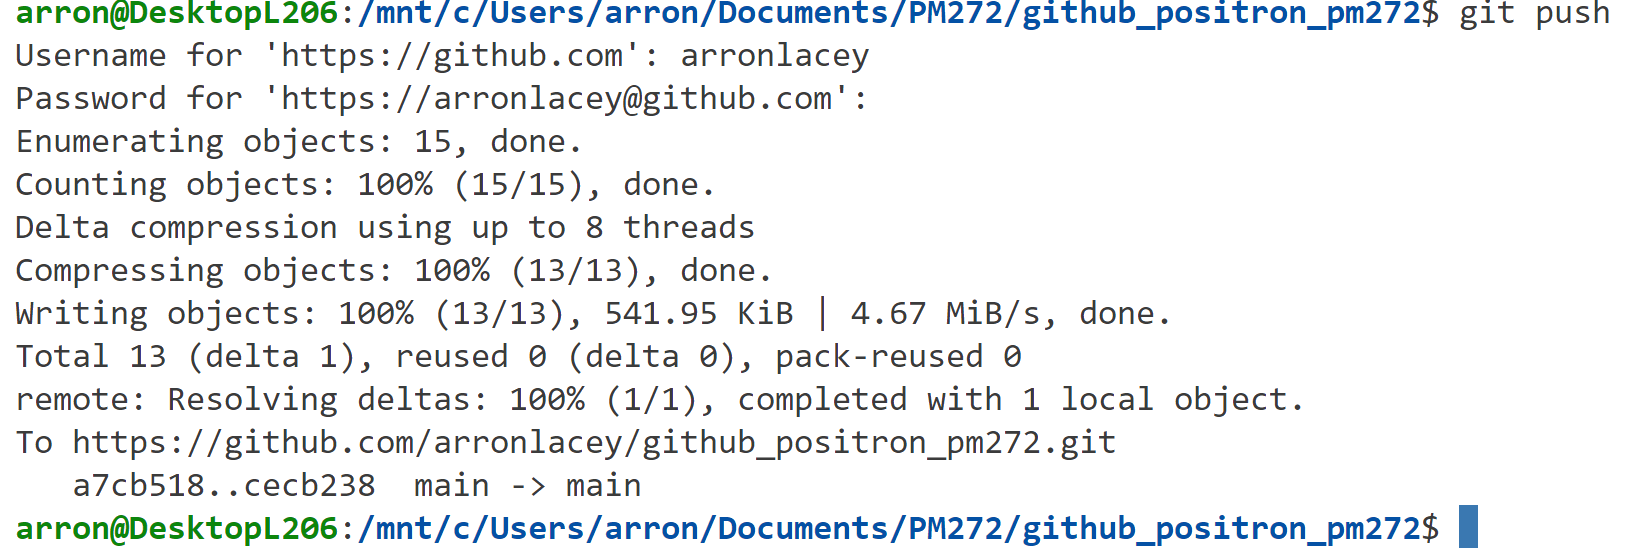 arron@DesktopL206:/mnt/c/Users/arron/Documents/PM272/github_positron_pm272$ git push
Username for 'https://github.com': arronlacey
Password for 'https://arronlacey@github.com':
Enumerating objects: 15, done.
Counting objects: 100% (15/15), done.
Delta compression using up to 8 threads
Compressing objects: 100% (13/13), done.
Writing objects: 100% (13/13), 541.95 KiB | 4.67 MiB/s, done.
Total 13 (delta 1), reused 0 (delta 0), pack-reused 0
remote: Resolving deltas: 100% (1/1), completed with 1 local object.
To https://github.com/arronlacey/github_positron_pm272.git
   a7cb518..cecb238  main -> main
arron@DesktopL206:/mnt/c/Users/arron/Documents/PM272/github_positron_pm272$